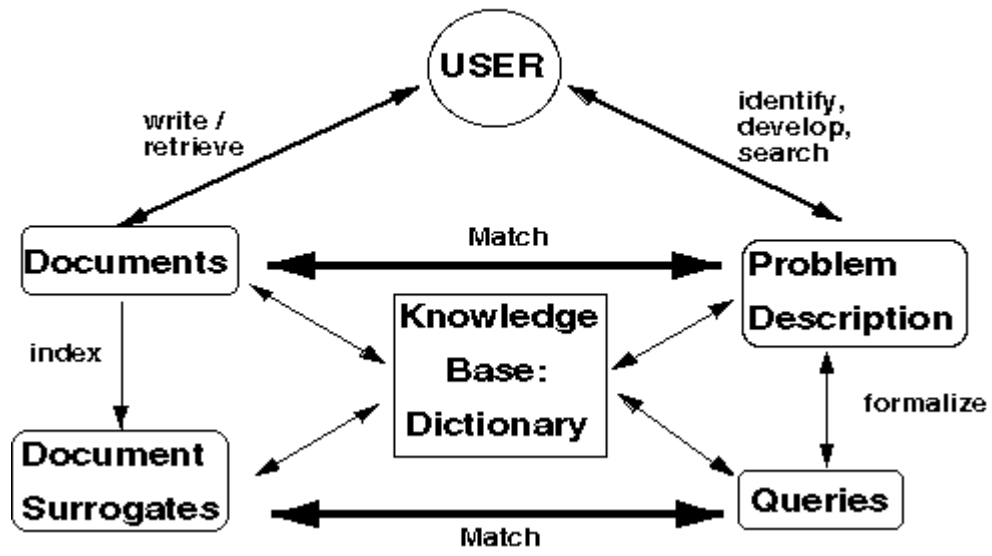 USER
write /
retrieve
identify,
develop,
search
Match
Documents
Problem
Description
Knowledge
Base:
Dictionary
index
formalize
Document
Surrogates
Queries
Match